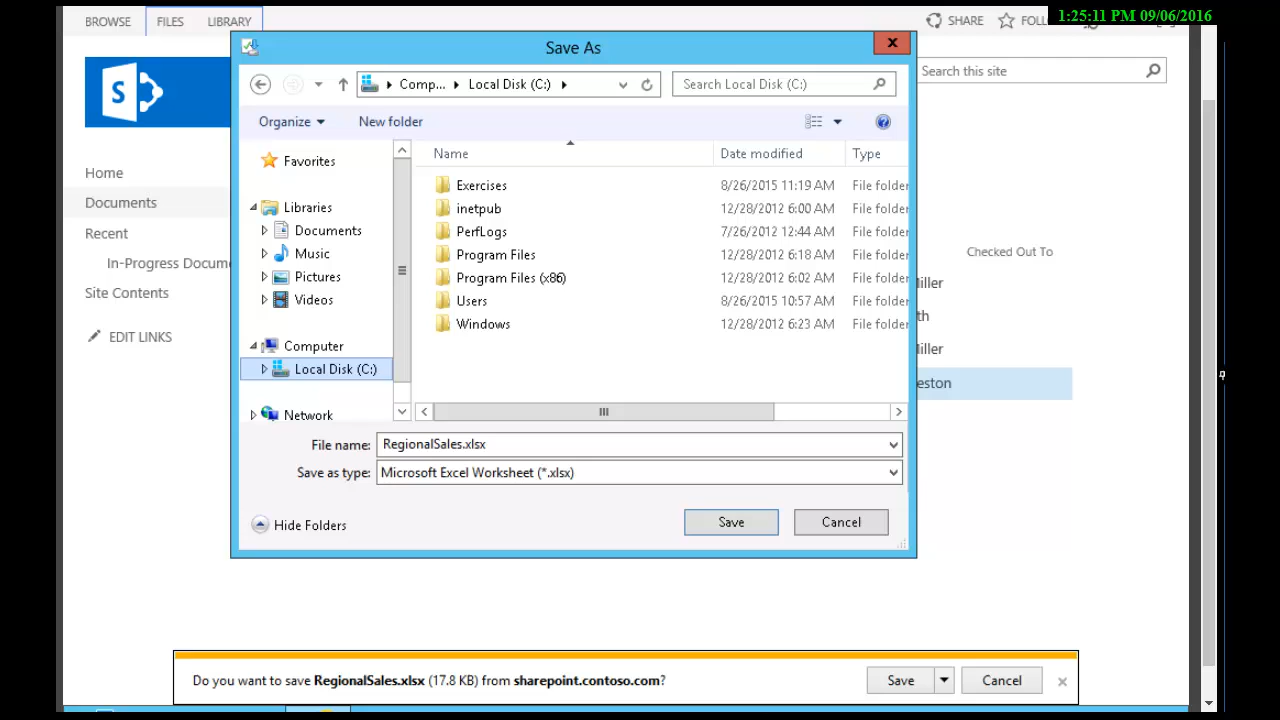 1:25:11 PM 09/06/2016
BROWSE FILES LIBRARY SHARE
Save As
Comp... Local Disk (C:) Search Local Disk (C:)
Search this site
S
Organize New folder
Home
Documents
Recent
In-Progress Docum
Site Contents
EDIT LINKS
Favorites
Libraries
Documents
Music
Pictures
Videos
Computer
Local Disk (C:)
Network
Name Date modified Type
Exercises 8/26/2015 11:19 AM File folder
inetpub 12/28/2012 6:00 AM File folder
PerfLogs 7/26/2012 12:44 AM File folder
Program Files 12/28/2012 6:18 AM File folder
Program Files (x86) 12/28/2012 6:02 AM File folder
Users 8/26/2015 10:57 AM File folder
Windows 12/28/2012 6:23 AM File folder
Checked Out To
iller
th
iller
eston
File name: RegionalSales.xlsx
Save as type: Microsoft Excel Worksheet (*.xlsx)
Hide Folders Save Cancel
Do you want to save RegionalSales.xlsx (17.8 KB) from sharepoint.contoso.com? Save Cancel